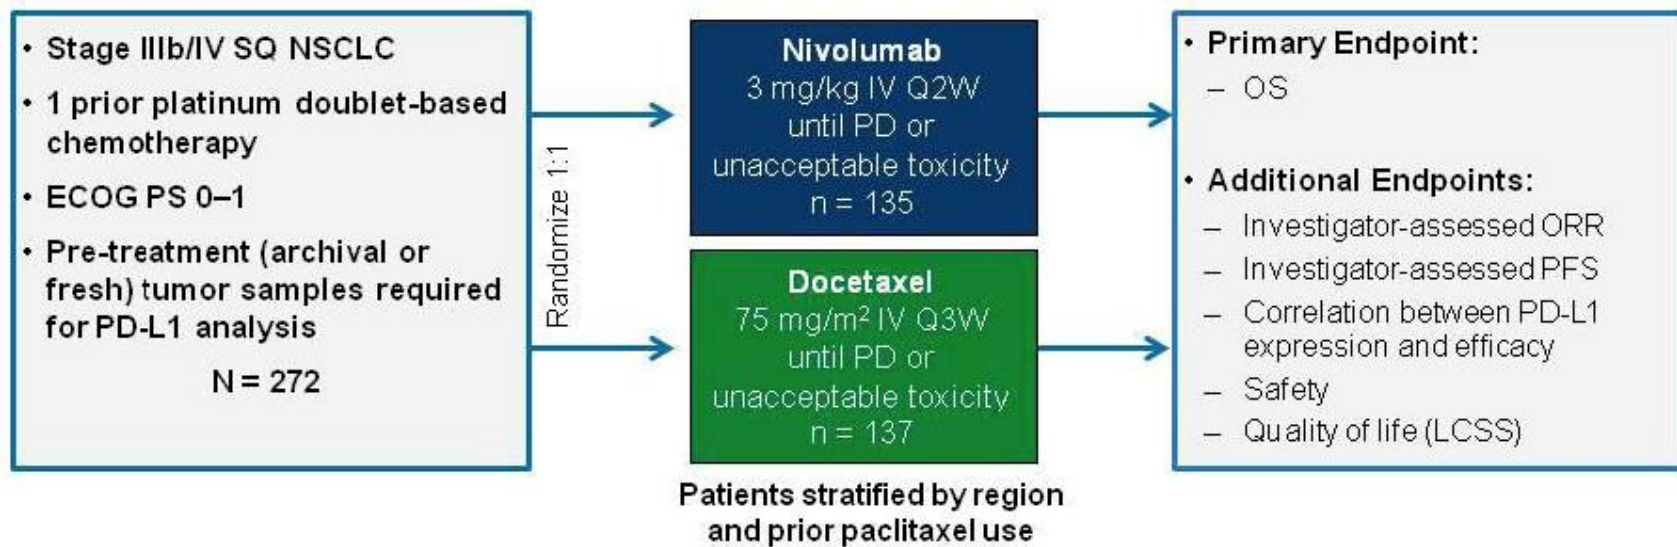 • Stage IIIb/IV SQ NSCLC
• 1 prior platinum doublet-based
chemotherapy
• ECOG PS 0–1
• Pre-treatment (archival or
fresh) tumor samples required
for PD-L1 analysis
N = 272
Randomize 1:1
Nivolumab
3 mg/kg IV Q2W
until PD or
unacceptable toxicity
n = 135
Docetaxel
75 mg/m² IV Q3W
until PD or
unacceptable toxicity
n = 137
Patients stratified by region
and prior paclitaxel use
• Primary Endpoint:
– OS
• Additional Endpoints:
– Investigator-assessed ORR
– Investigator-assessed PFS
– Correlation between PD-L1
expression and efficacy
– Safety
– Quality of life (LCSS)